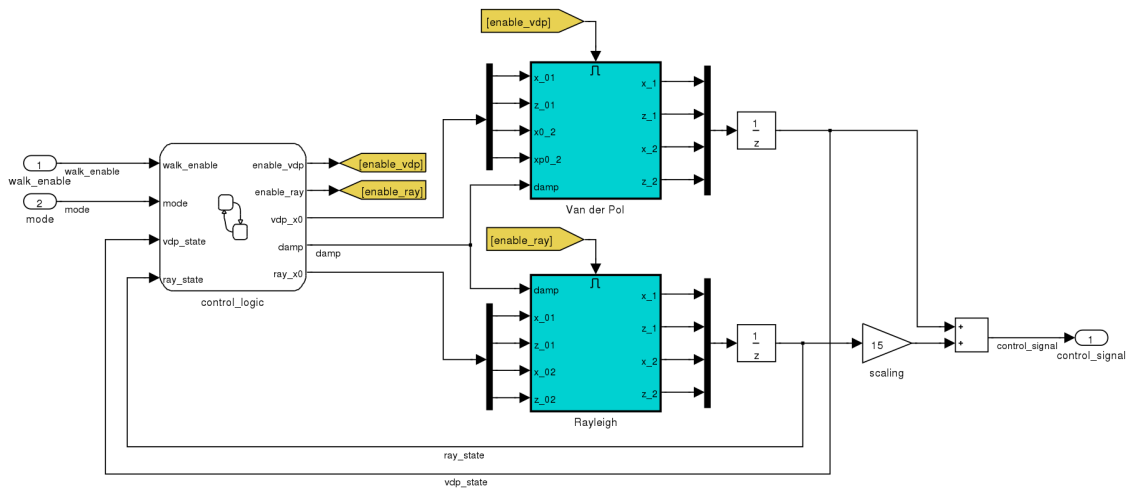 [enable_vdp]
x_01
z_01
x0_2
xp0_2
damp
x_1
z_1
x_2
z_2
Van der Pol
1
z
1
walk_enable
walk_enable
2
mode
mode
walk_enable
mode
vdp_state
ray_state
enable_vdp
enable_ray
vdp_x0
damp
ray_x0
control_logic
[enable_vdp]
[enable_ray]
damp
[enable_ray]
damp
x_01
z_01
x_02
z_02
x_1
z_1
x_2
z_2
Rayleigh
1
z
15
scaling
+
+
control_signal
1
control_signal
ray_state
vdp_state